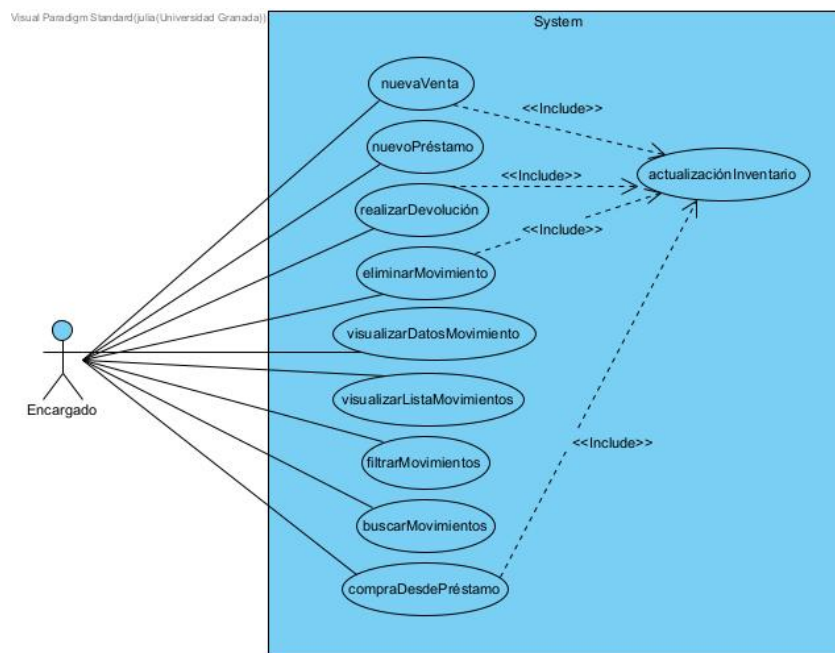 Visual Paradigm Standard(julia(Universidad Granada))
System
nuevaVenta
<<Include>>
nuevoPréstamo
actualizaciónInventario
<<Include>>
realizarDevolución
<<Include>>
eliminarMovimiento
visualizarDatosMovimiento
visualizarListaMovimientos
Encargado
<<Include>>
filtrarMovimientos
buscarMovimientos
compraDesdePréstamo